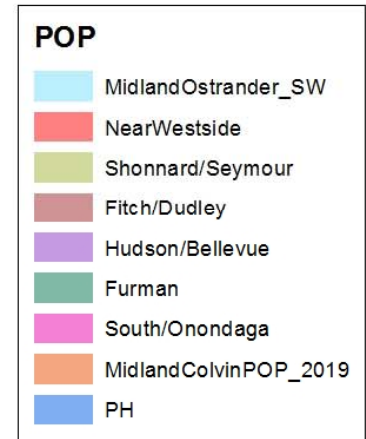 POP
MidlandOstrander_SW
NearWestside
Shonnard/Seymour
Fitch/Dudley
Hudson/Bellevue
Furman
South/Onondaga
MidlandColvinPOP_2019
PH